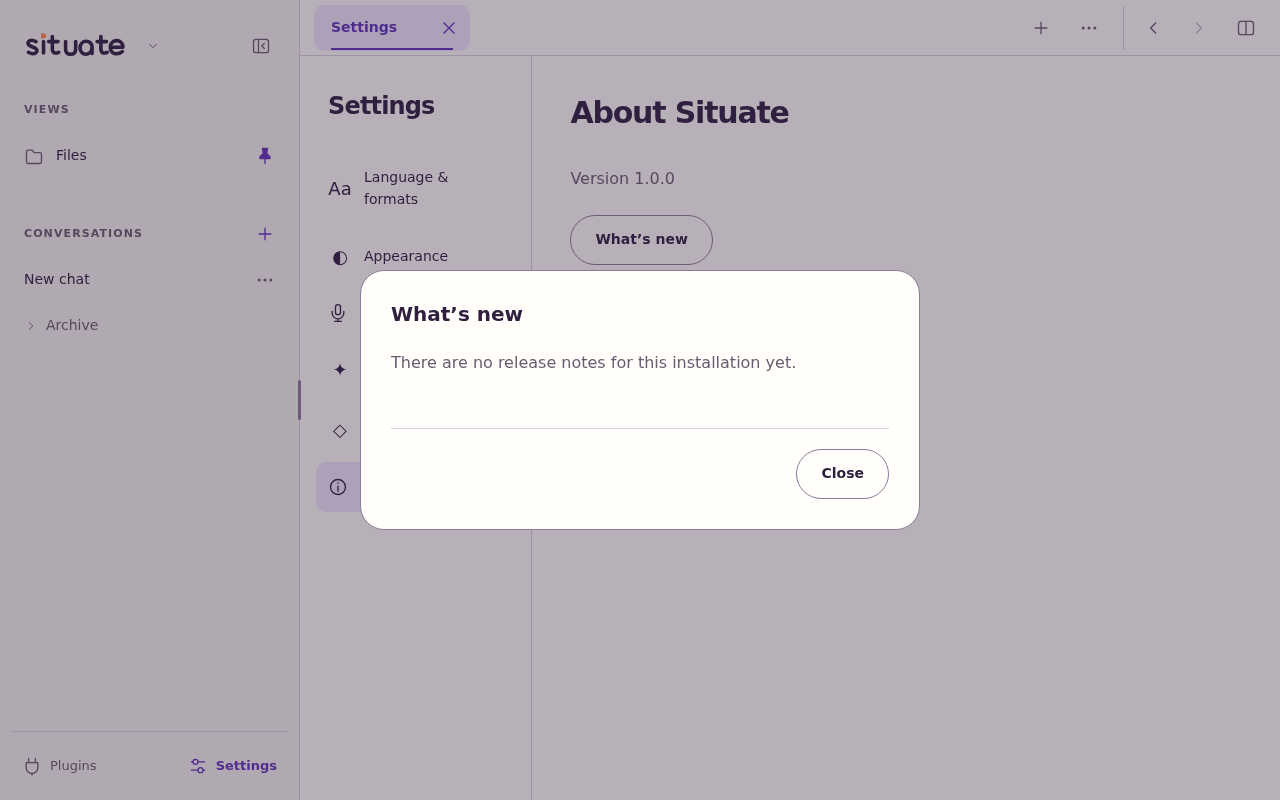 situate
VIEWS
Files
CONVERSATIONS
New chat
Archive
Plugins
Settings
Settings
Settings
Aa
Language &
formats
Appearance
About Situate
Version 1.0.0
What’s new
What’s new
There are no release notes for this installation yet.
Close